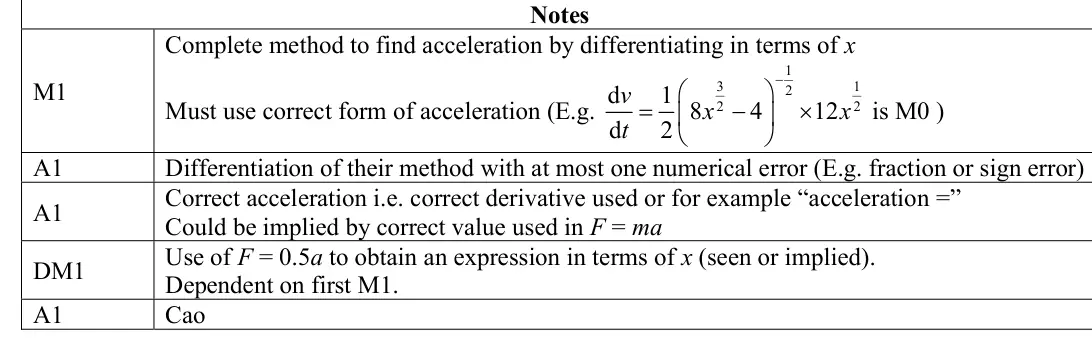 Notes
M1
Complete method to find acceleration by differentiating in terms of x
Must use correct form of acceleration (E.g. dv/dt = 1/2(8x^(3/2) − 4)^(−1/2) × 12x^(1/2) is M0 )
A1 Differentiation of their method with at most one numerical error (E.g. fraction or sign error)
A1
Correct acceleration i.e. correct derivative used or for example “acceleration =”
Could be implied by correct value used in F = ma
DM1
Use of F = 0.5a to obtain an expression in terms of x (seen or implied).
Dependent on first M1.
A1 Cao